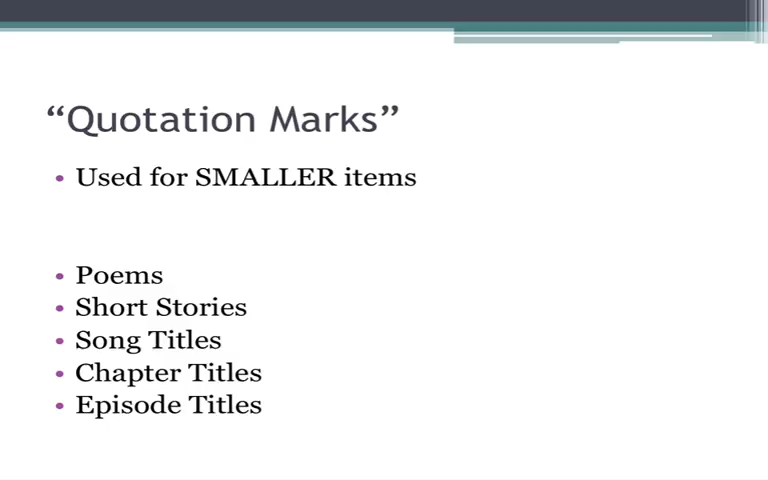 “Quotation Marks”
• Used for SMALLER items
• Poems
• Short Stories
• Song Titles
• Chapter Titles
• Episode Titles